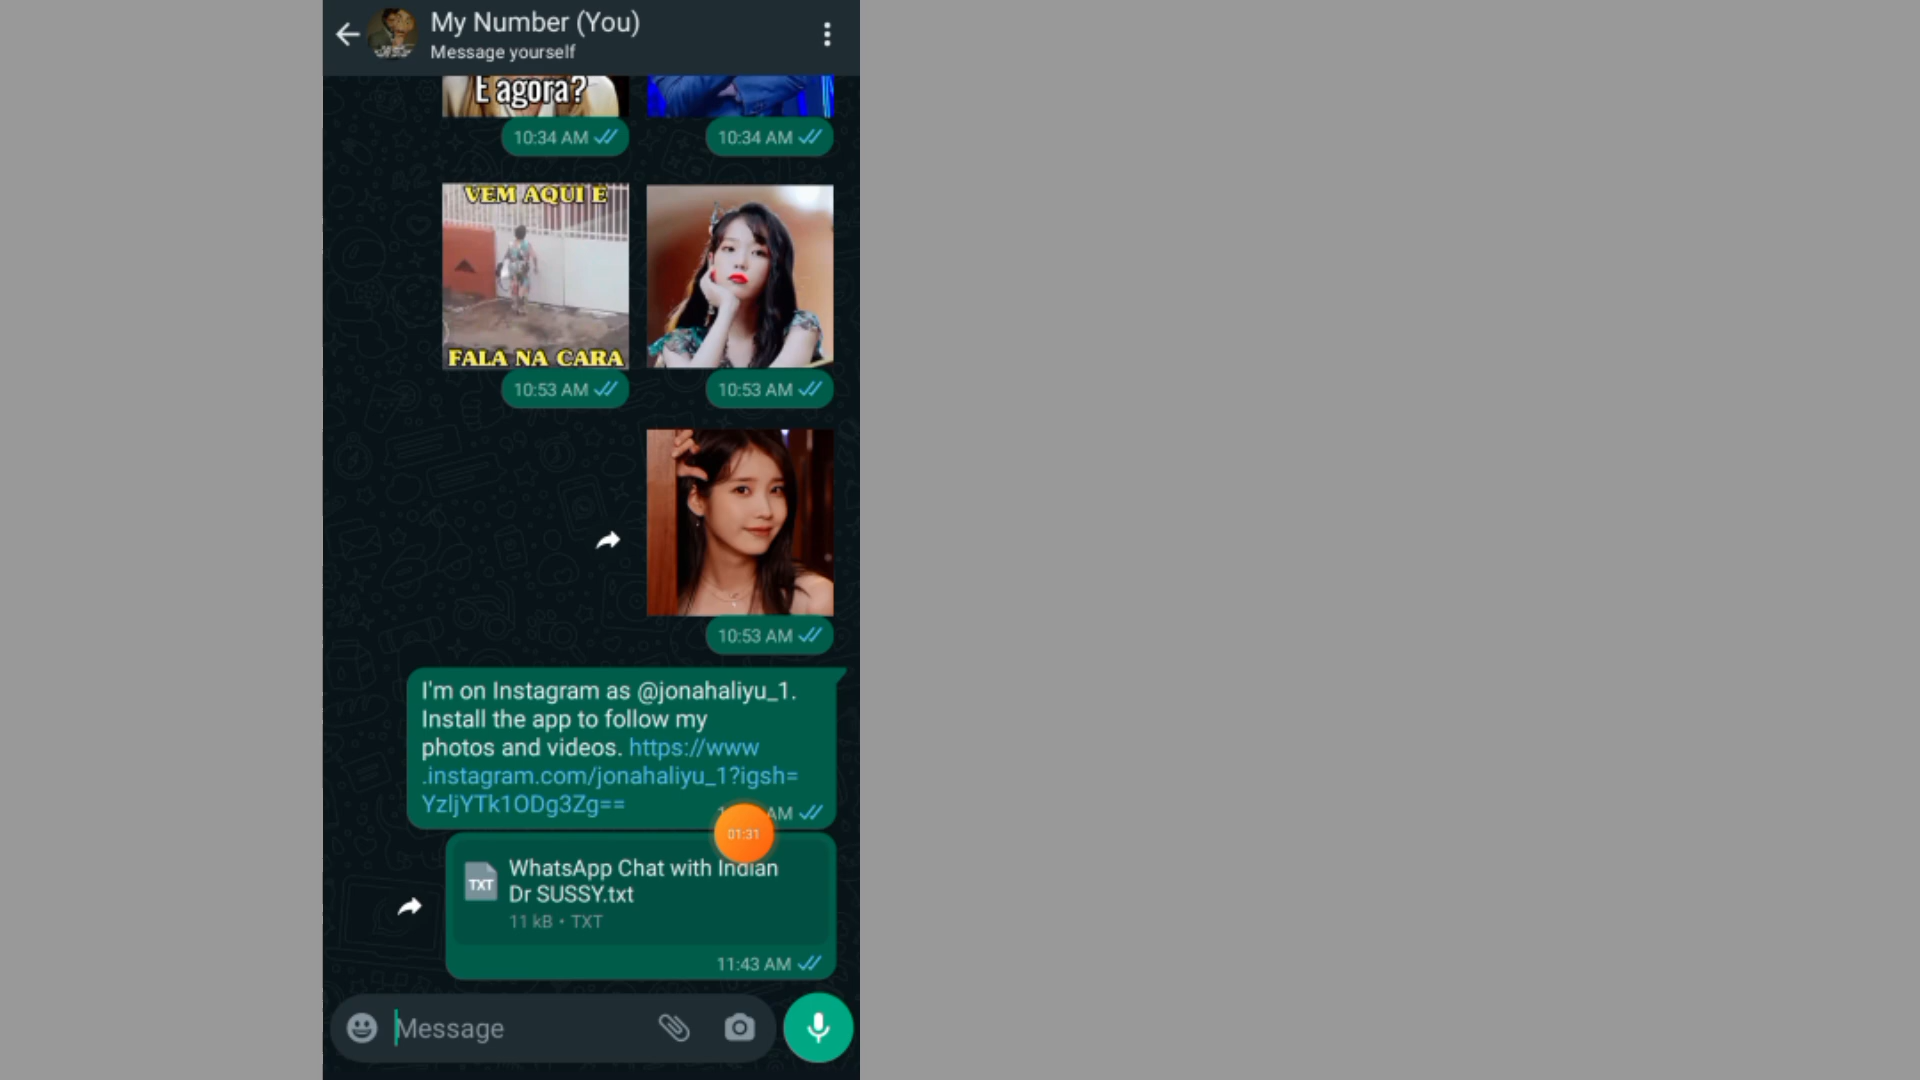 My Number (You)
Message yourself
E agora?
10:34 AM
10:34 AM
VEM AQUI E
FALA NA CARA
10:53 AM
10:53 AM
10:53 AM
I'm on Instagram as @jonahaliyu_1.
Install the app to follow my
photos and videos. https://www
.instagram.com/jonahaliyu_1?igsh=
YzljYTk1ODg3Zg==
AM
01:31
WhatsApp Chat with Indian
TXT
Dr SUSSY.txt
11 kB • TXT
11:43 AM
Message